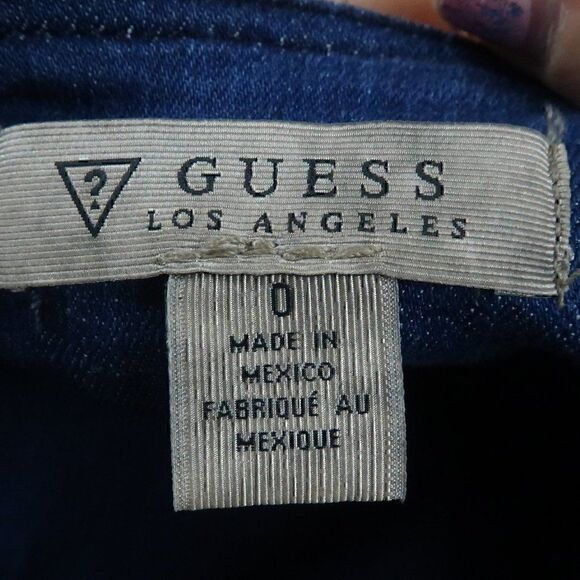 ? GUESS
LOS ANGELES
0
MADE IN
MEXICO
FABRIQUÉ AU
MEXIQUE